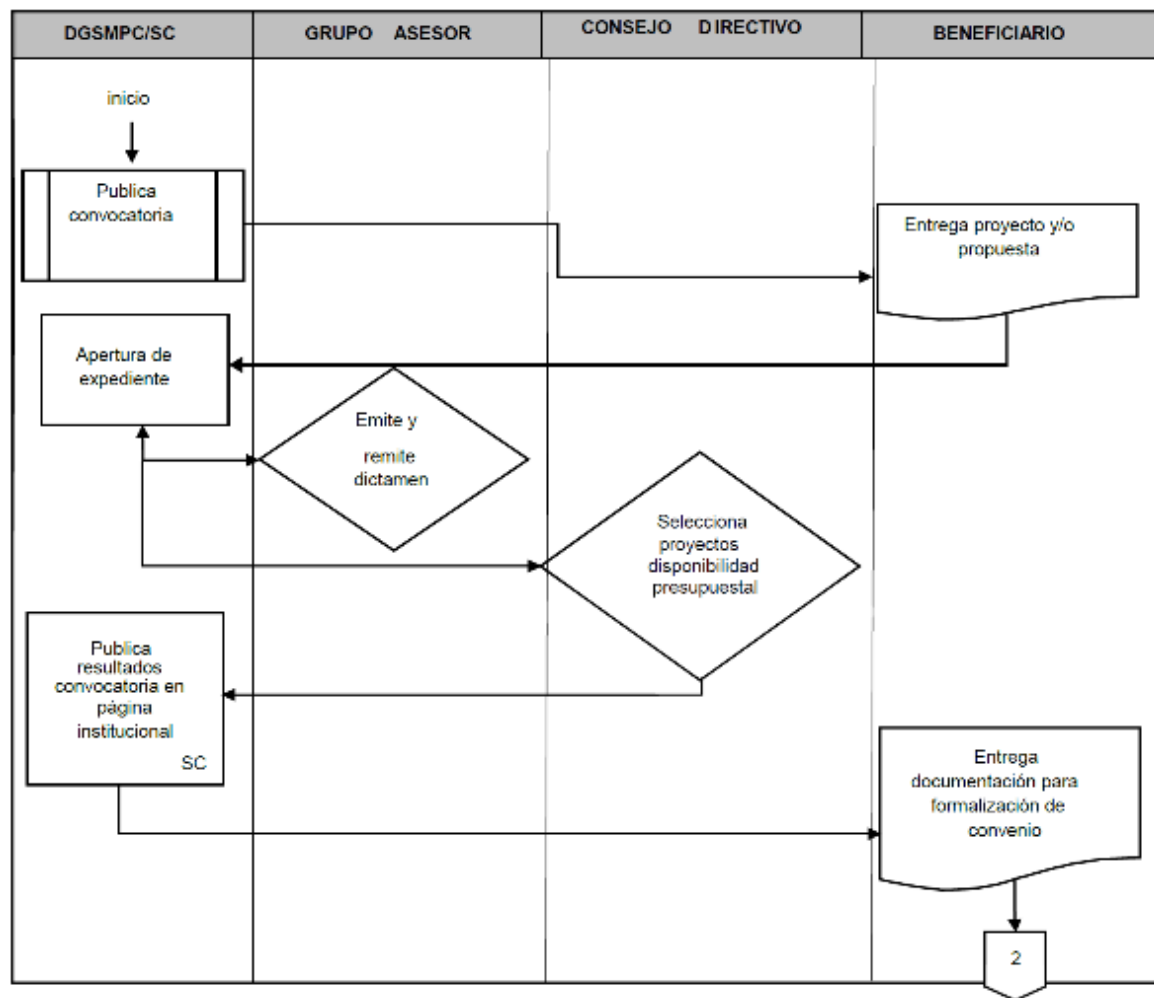 DGSMPC/SC
GRUPO ASESOR
CONSEJO DIRECTIVO
BENEFICIARIO
inicio
Publica
convocatoria
Entrega proyecto y/o
propuesta
Apertura de
expediente
Emite y
remite
dictamen
Selecciona
proyectos
disponibilidad
presupuestal
Publica
resultados
convocatoria en
página
institucional
SC
Entrega
documentación para
formalización de
convenio
2